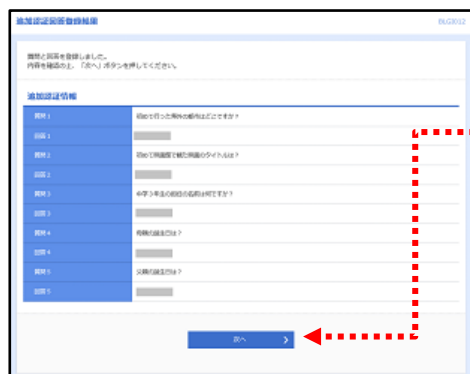 追加認証回答登録結果
BLGI012
質問と回答を登録しました。
内容を確認の上、「次へ」ボタンを押してください。
追加認証情報
質問1 初めて行った海外の都市はどこですか?
回答1
質問2 初めて映画館で観た映画のタイトルは?
回答2
質問3 中学3年生の担任の名前は何ですか?
回答3
質問4 母親の誕生日は?
回答4
質問5 父親の誕生日は?
回答5
次へ